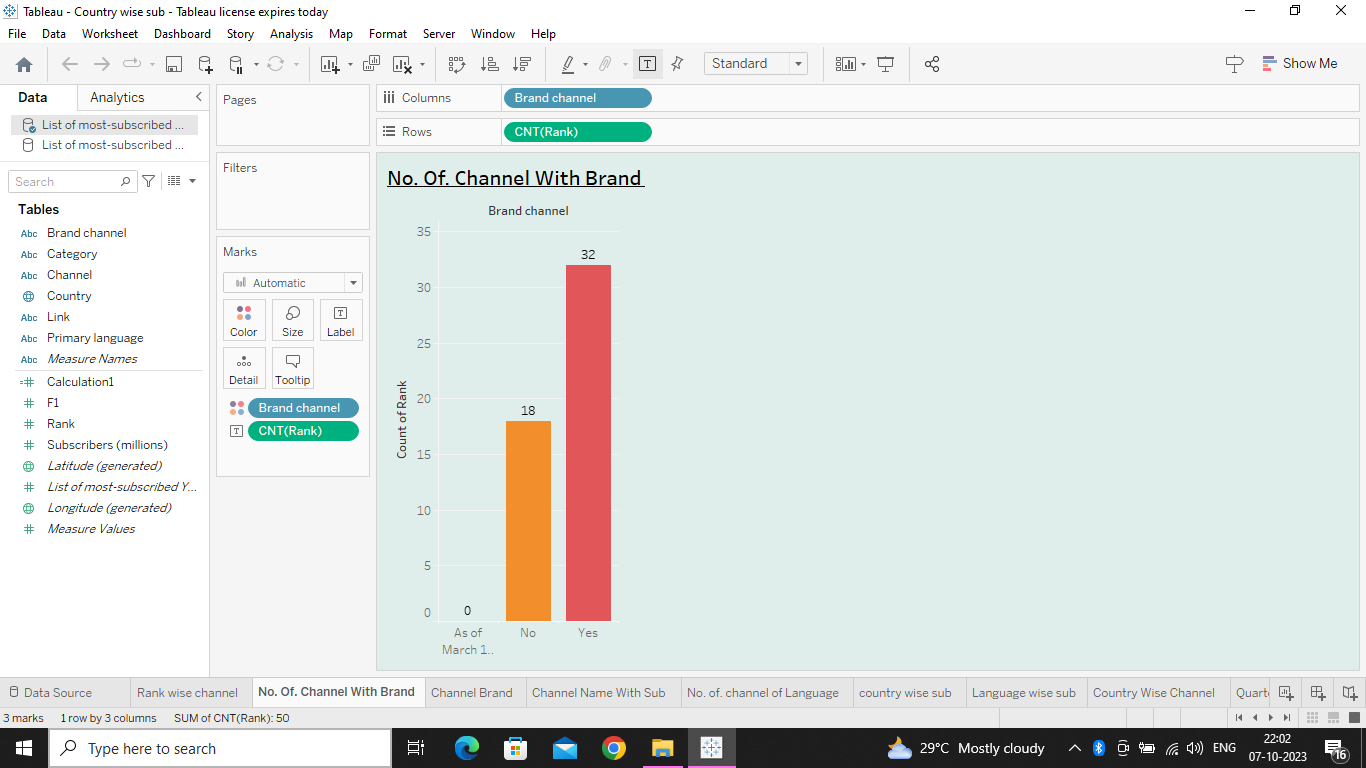 Tableau - Country wise sub - Tableau license expires today
File Data Worksheet Dashboard Story Analysis Map Format Server Window Help
Standard
Show Me
Data Analytics
List of most-subscribed ...
List of most-subscribed ...
Search
Tables
Abc Brand channel
Abc Category
Abc Channel
Country
Abc Link
Abc Primary language
Abc Measure Names
Calculation1
F1
Rank
Subscribers (millions)
Latitude (generated)
List of most-subscribed Y...
Longitude (generated)
Measure Values
Pages
Filters
Marks
Automatic
Color Size Label
Detail Tooltip
Brand channel
CNT(Rank)
Columns Brand channel
Rows CNT(Rank)
No. Of. Channel With Brand
Brand channel
35
30
25
20
15
10
5
0
Count of Rank
0
18
32
As of
March 1..
No
Yes
Data Source Rank wise channel No. Of. Channel With Brand Channel Brand Channel Name With Sub No. of. channel of Language country wise sub Language wise sub Country Wise Channel Quart
3 marks 1 row by 3 columns SUM of CNT(Rank): 50
Type here to search
29°C Mostly cloudy
ENG
22:02
07-10-2023
16